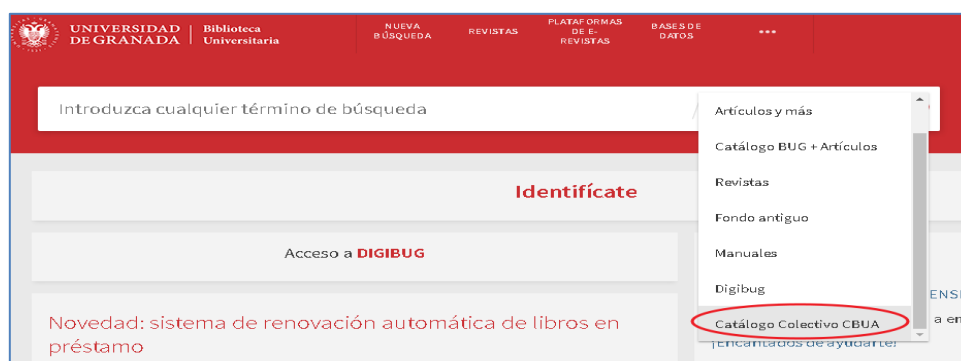 UNIVERSIDAD
DE GRANADA
Biblioteca
Universitaria
NUEVA
BÚSQUEDA
REVISTAS
PLATAFORMAS
DE E-
REVISTAS
BASES DE
DATOS
•••
Introduzca cualquier término de búsqueda
Artículos y más
Catálogo BUG + Artículos
Revistas
Fondo antiguo
Manuales
Digibug
Catálogo Colectivo CBUA
Identifícate
Acceso a DIGIBUG
Novedad: sistema de renovación automática de libros en
préstamo
¡Encantados de ayudarte!